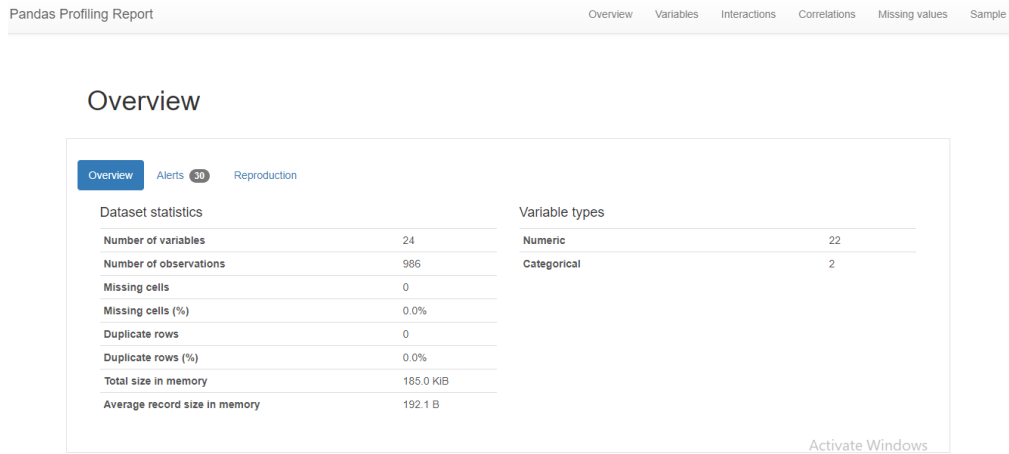 Pandas Profiling Report Overview Variables Interactions Correlations Missing values Sample
Overview
Overview Alerts 30 Reproduction
Dataset statistics
Number of variables 24
Number of observations 986
Missing cells 0
Missing cells (%) 0.0%
Duplicate rows 0
Duplicate rows (%) 0.0%
Total size in memory 185.0 KiB
Average record size in memory 192.1 B
Variable types
Numeric 22
Categorical 2
Activate Windows